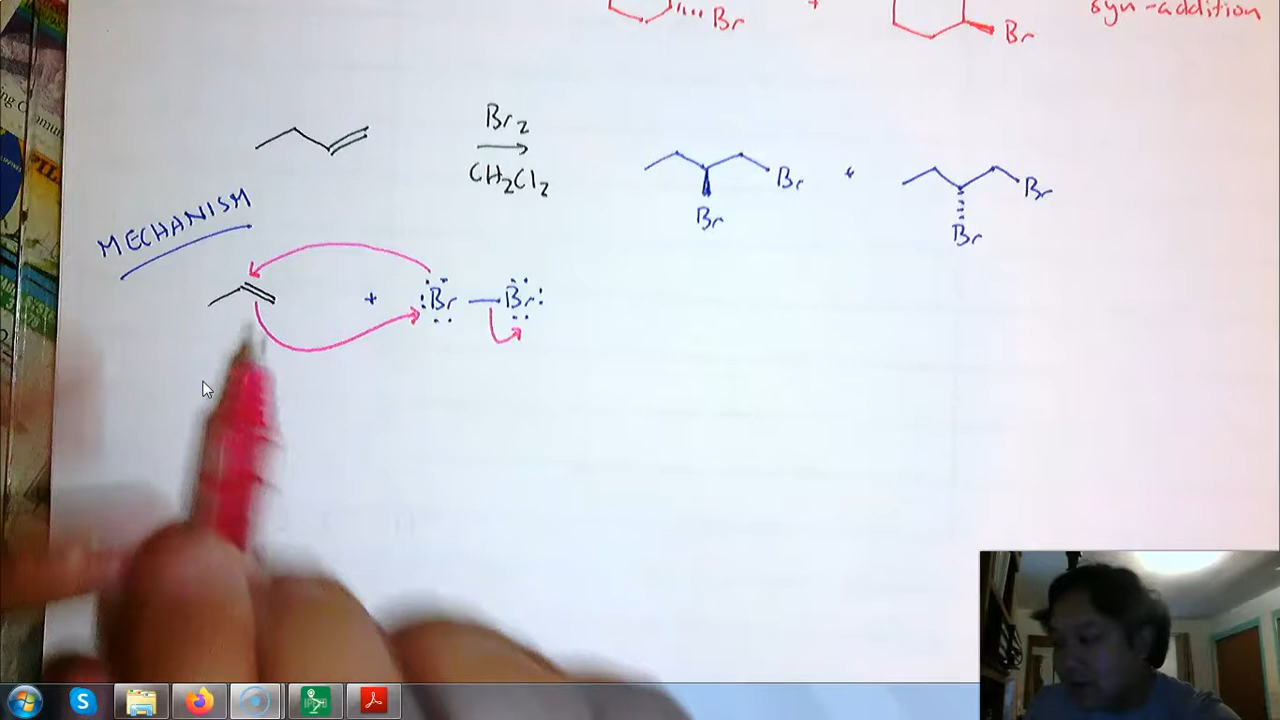 Br + Br syn-addition
Br2
CH2Cl2
Br + Br
Br Br
MECHANISM
+ :Br — Br: